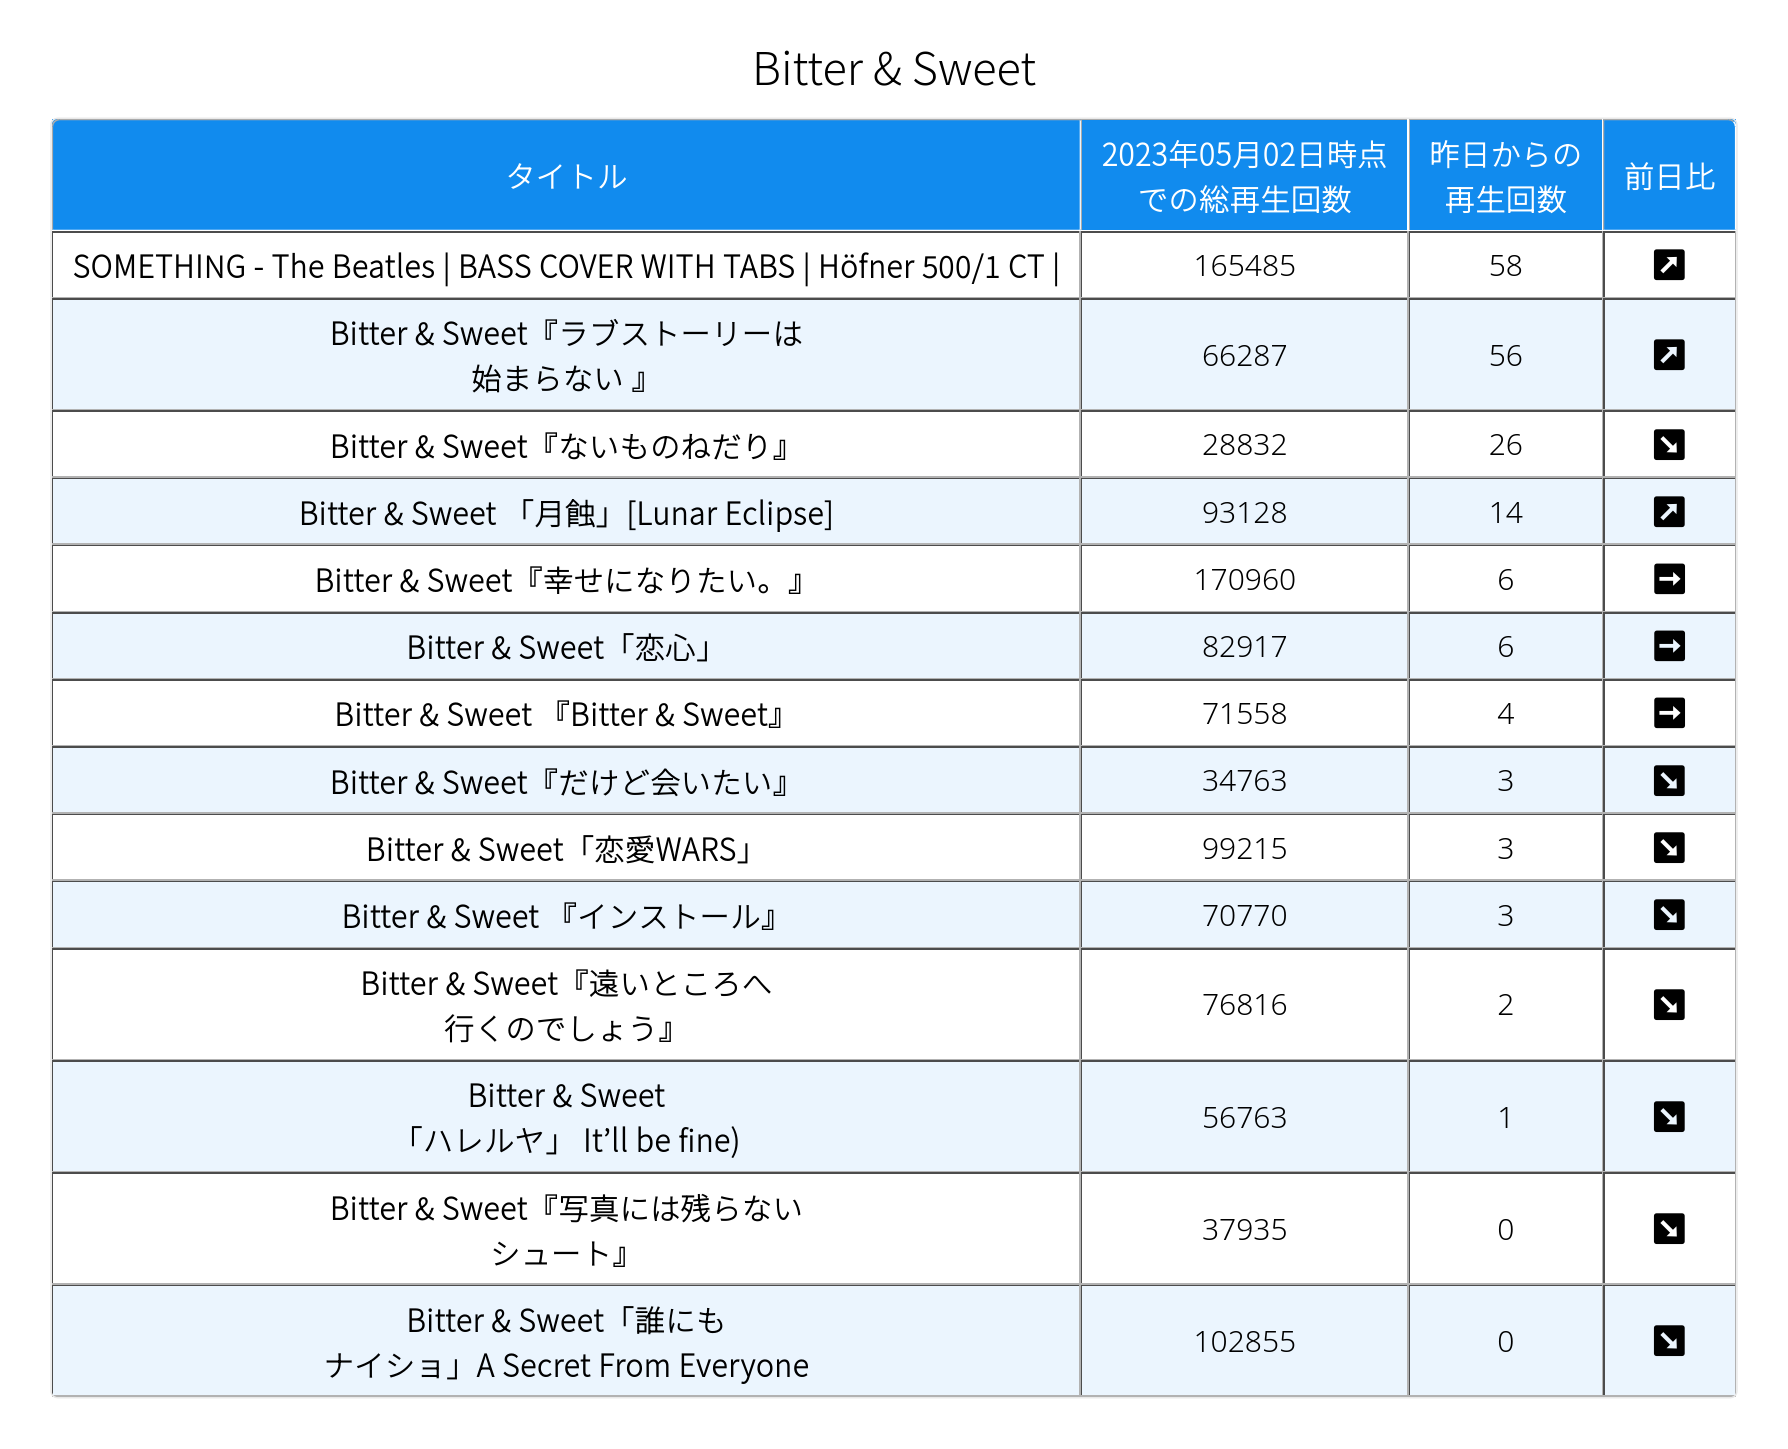 Bitter & Sweet
タイトル
2023年05月02日時点
での総再生回数
昨日からの
再生回数
前日比
SOMETHING - The Beatles | BASS COVER WITH TABS | Höfner 500/1 CT |
165485
58
Bitter & Sweet『ラブストーリーは
始まらない 』
66287
56
Bitter & Sweet『ないものねだり』
28832
26
Bitter & Sweet 「月蝕」[Lunar Eclipse]
93128
14
Bitter & Sweet『幸せになりたい。』
170960
6
Bitter & Sweet「恋心」
82917
6
Bitter & Sweet 『Bitter & Sweet』
71558
4
Bitter & Sweet『だけど会いたい』
34763
3
Bitter & Sweet「恋愛WARS」
99215
3
Bitter & Sweet 『インストール』
70770
3
Bitter & Sweet『遠いところへ
行くのでしょう』
76816
2
Bitter & Sweet
「ハレルヤ」 It’ll be fine)
56763
1
Bitter & Sweet『写真には残らない
シュート』
37935
0
Bitter & Sweet「誰にも
ナイショ」A Secret From Everyone
102855
0